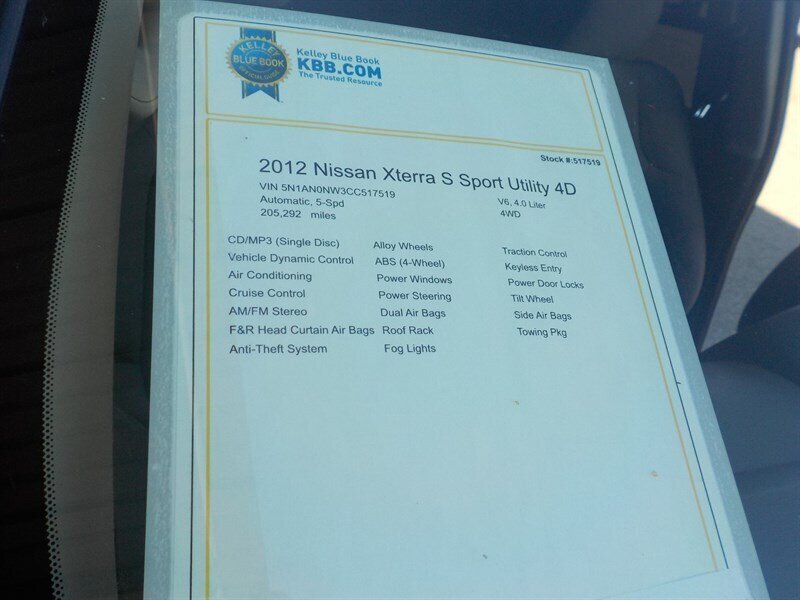 KELLEY
BLUE BOOK
OFFICIAL GUIDE
Kelley Blue Book
KBB.COM
The Trusted Resource
Stock #:517519
2012 Nissan Xterra S Sport Utility 4D
VIN 5N1AN0NW3CC517519
Automatic, 5-Spd
205,292 miles
V6, 4.0 Liter
4WD
CD/MP3 (Single Disc)
Vehicle Dynamic Control
Air Conditioning
Cruise Control
AM/FM Stereo
F&R Head Curtain Air Bags
Anti-Theft System
Alloy Wheels
ABS (4-Wheel)
Power Windows
Power Steering
Dual Air Bags
Roof Rack
Fog Lights
Traction Control
Keyless Entry
Power Door Locks
Tilt Wheel
Side Air Bags
Towing Pkg